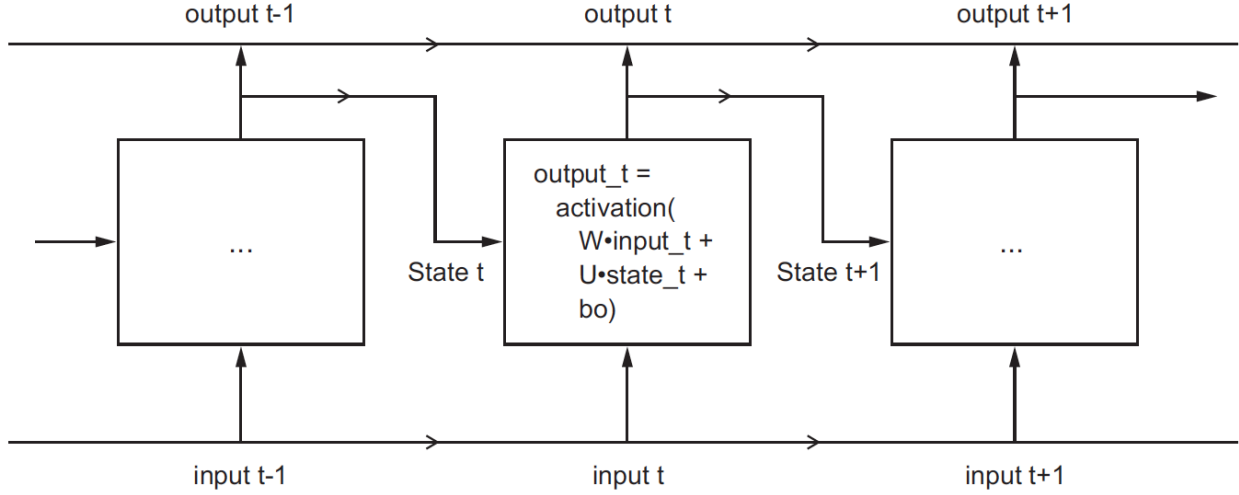 output t-1
output t
output t+1
...
output_t =
activation(
W•input_t +
U•state_t +
bo)
...
State t
State t+1
input t-1
input t
input t+1